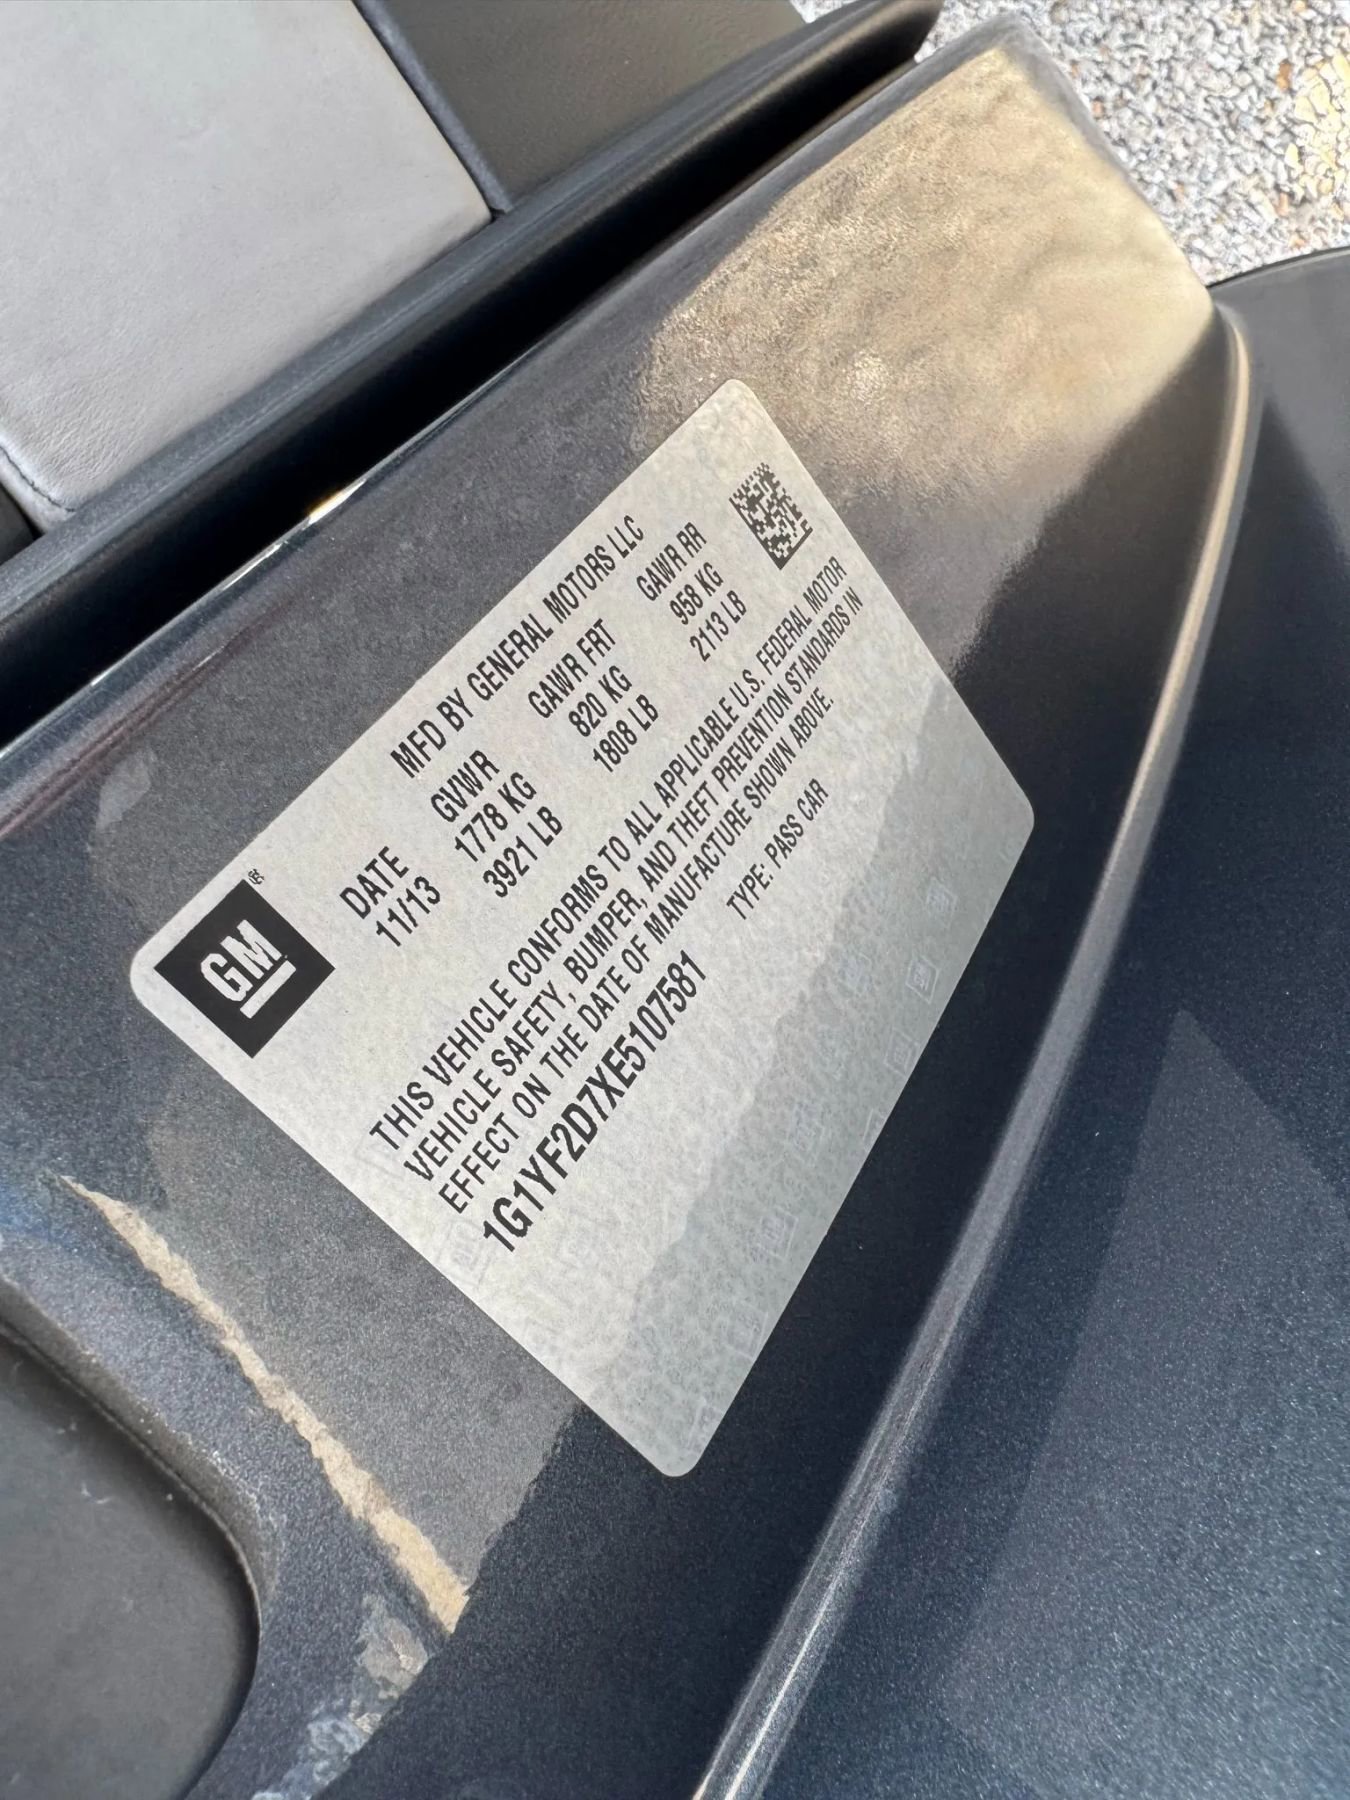 GM
MFD BY GENERAL MOTORS LLC
DATE GVWR GAWR FRT GAWR RR
11/13 1778 KG 820 KG 958 KG
3921 LB 1808 LB 2113 LB
THIS VEHICLE CONFORMS TO ALL APPLICABLE U.S. FEDERAL MOTOR
VEHICLE SAFETY, BUMPER, AND THEFT PREVENTION STANDARDS IN
EFFECT ON THE DATE OF MANUFACTURE SHOWN ABOVE.
1G1YF2D7XE5107581 TYPE: PASS CAR